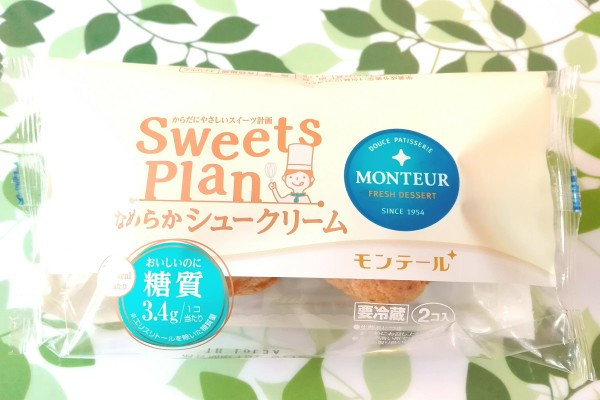 からだにやさしいスイーツ計画
Sweets
Plan
なめらかシュークリーム
DOUCE PATISSERIE
MONTEUR
FRESH DESSERT
SINCE 1954
モンテール
おいしいのに
糖質
3.4g/1コ当たり
※エリスリトールを除いた糖質量
要冷蔵 2コ入